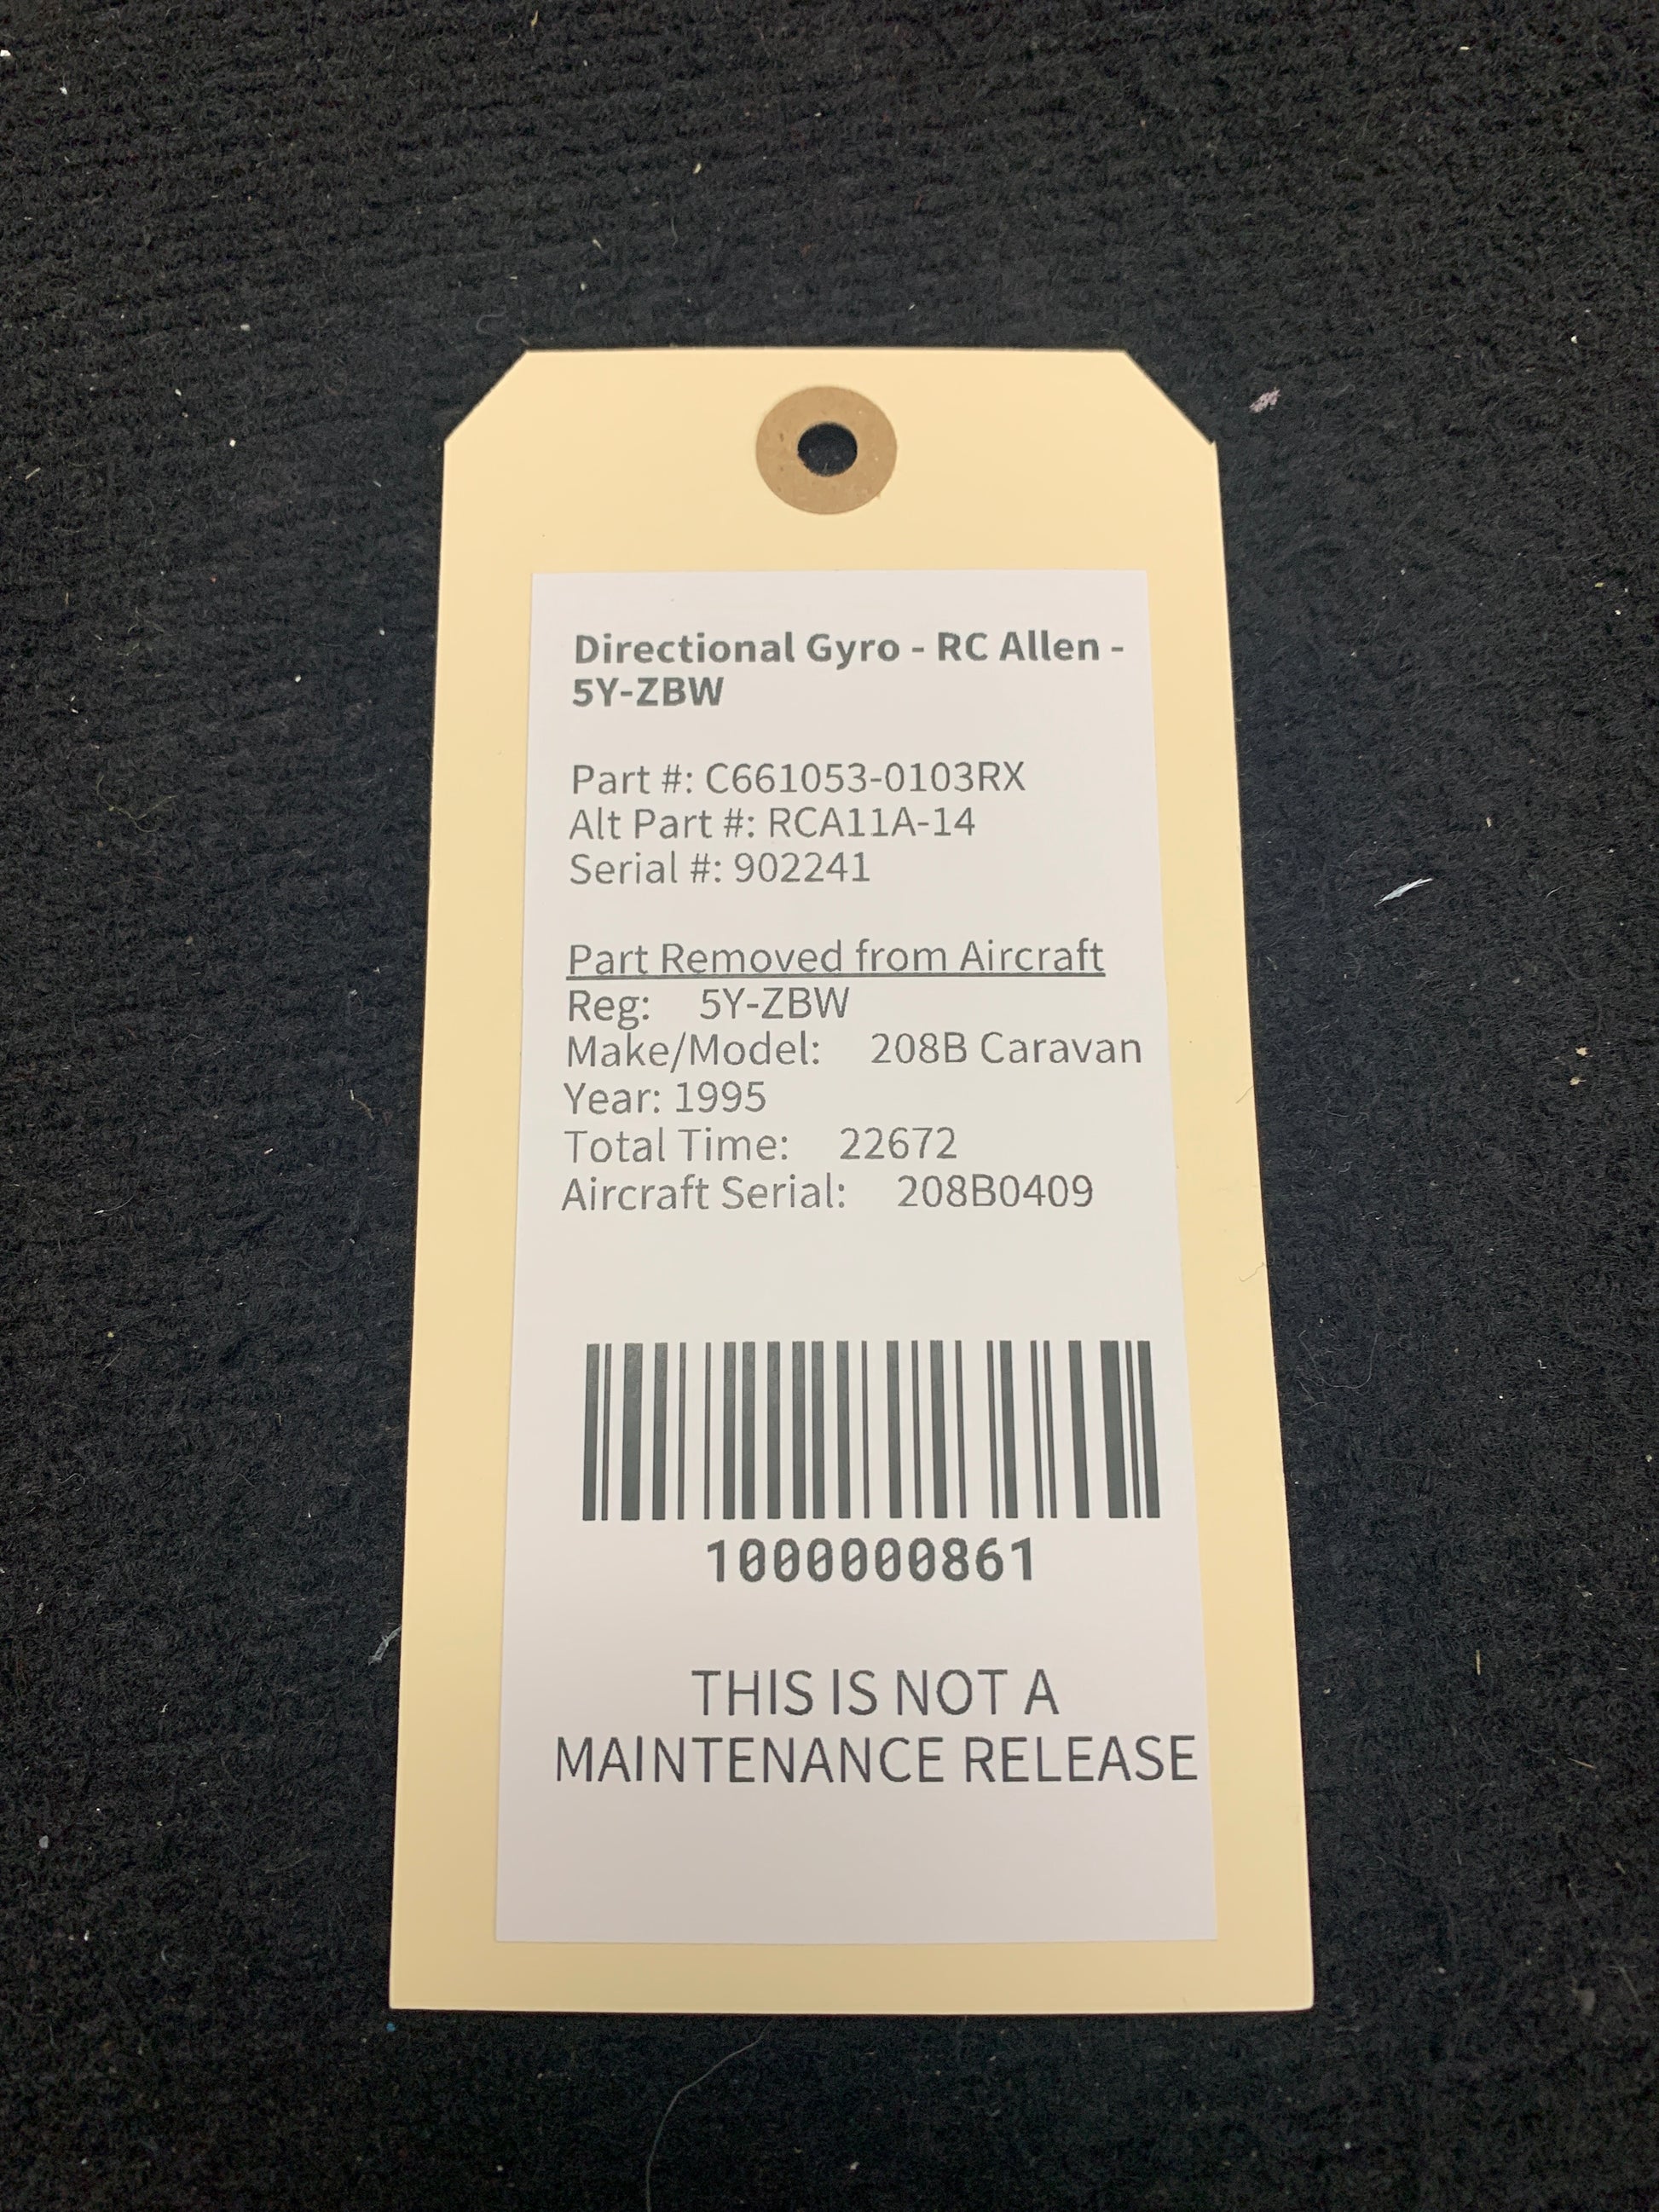 Directional Gyro - RC Allen -
5Y-ZBW
Part #: C661053-0103RX
Alt Part #: RCA11A-14
Serial #: 902241
Part Removed from Aircraft
Reg: 5Y-ZBW
Make/Model: 208B Caravan
Year: 1995
Total Time: 22672
Aircraft Serial: 208B0409
1000000861
THIS IS NOT A
MAINTENANCE RELEASE